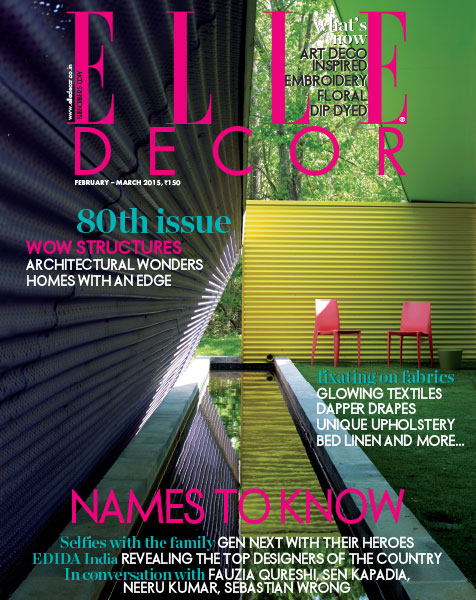 ELLE
DECOR
what's
now
ART DECO
INSPIRED
EMBROIDERY
FLORAL
DIP DYED
www.elledecor.co.in
SUBSCRIBER'S COPY
®
FEBRUARY – MARCH 2015, ₹150
80th issue
WOW STRUCTURES
ARCHITECTURAL WONDERS
HOMES WITH AN EDGE
fixating on fabrics
GLOWING TEXTILES
DAPPER DRAPES
UNIQUE UPHOLSTERY
BED LINEN AND MORE...
NAMES TO KNOW
Selfies with the family GEN NEXT WITH THEIR HEROES
EDIDA India REVEALING THE TOP DESIGNERS OF THE COUNTRY
In conversation with FAUZIA QURESHI, SEN KAPADIA,
NEERU KUMAR, SEBASTIAN WRONG